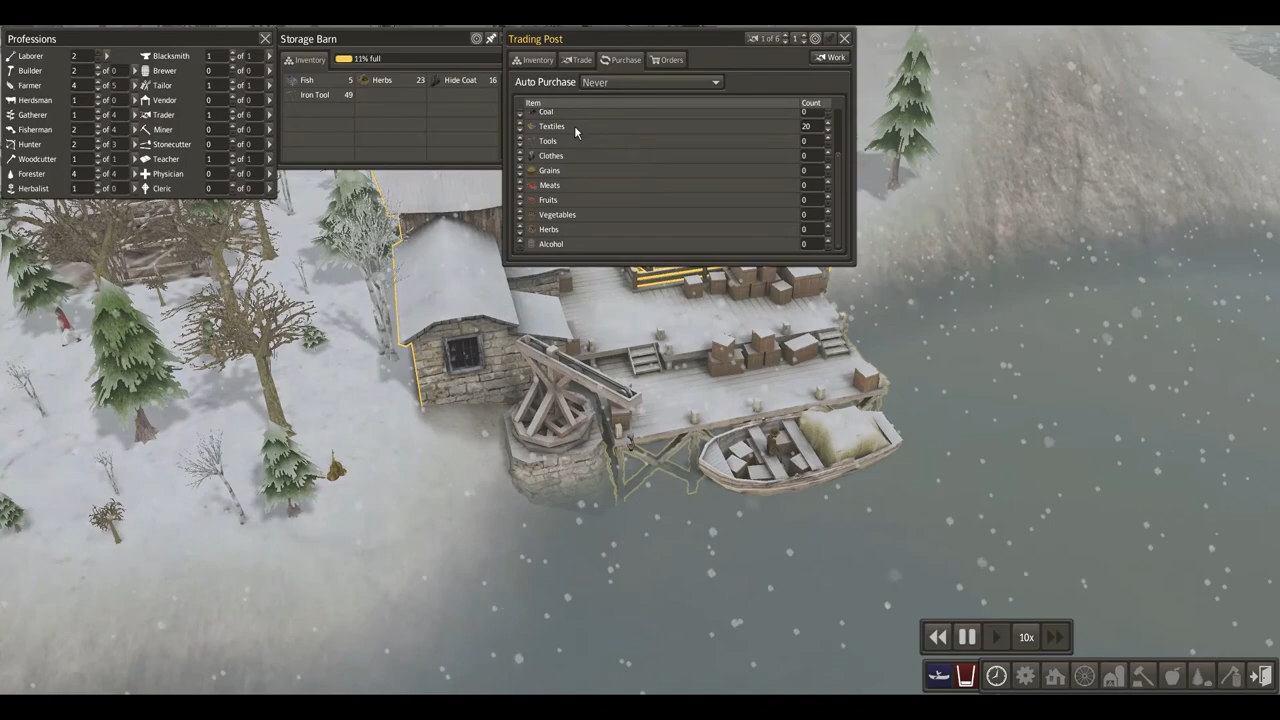 Professions
Laborer 2 Blacksmith 1 of 1
Builder 2 of 0 Brewer 0 of 0
Farmer 4 of 5 Tailor 1 of 1
Herdsman 0 of 0 Vendor 0 of 0
Gatherer 1 of 4 Trader 1 of 6
Fisherman 2 of 4 Miner 0 of 0
Hunter 2 of 3 Stonecutter 0 of 0
Woodcutter 1 of 1 Teacher 1 of 1
Forester 4 of 4 Physician 0 of 0
Herbalist 1 of 0 Cleric 0 of 0
Storage Barn
Inventory 11% full
Fish 5 Herbs 23 Hide Coat 16
Iron Tool 49
Trading Post 1 of 6 1
Inventory Trade Purchase Orders Work
Auto Purchase Never
Item Count
Coal 0
Textiles 20
Tools 0
Clothes 0
Grains 0
Meats 0
Fruits 0
Vegetables 0
Herbs 0
Alcohol 0
10x